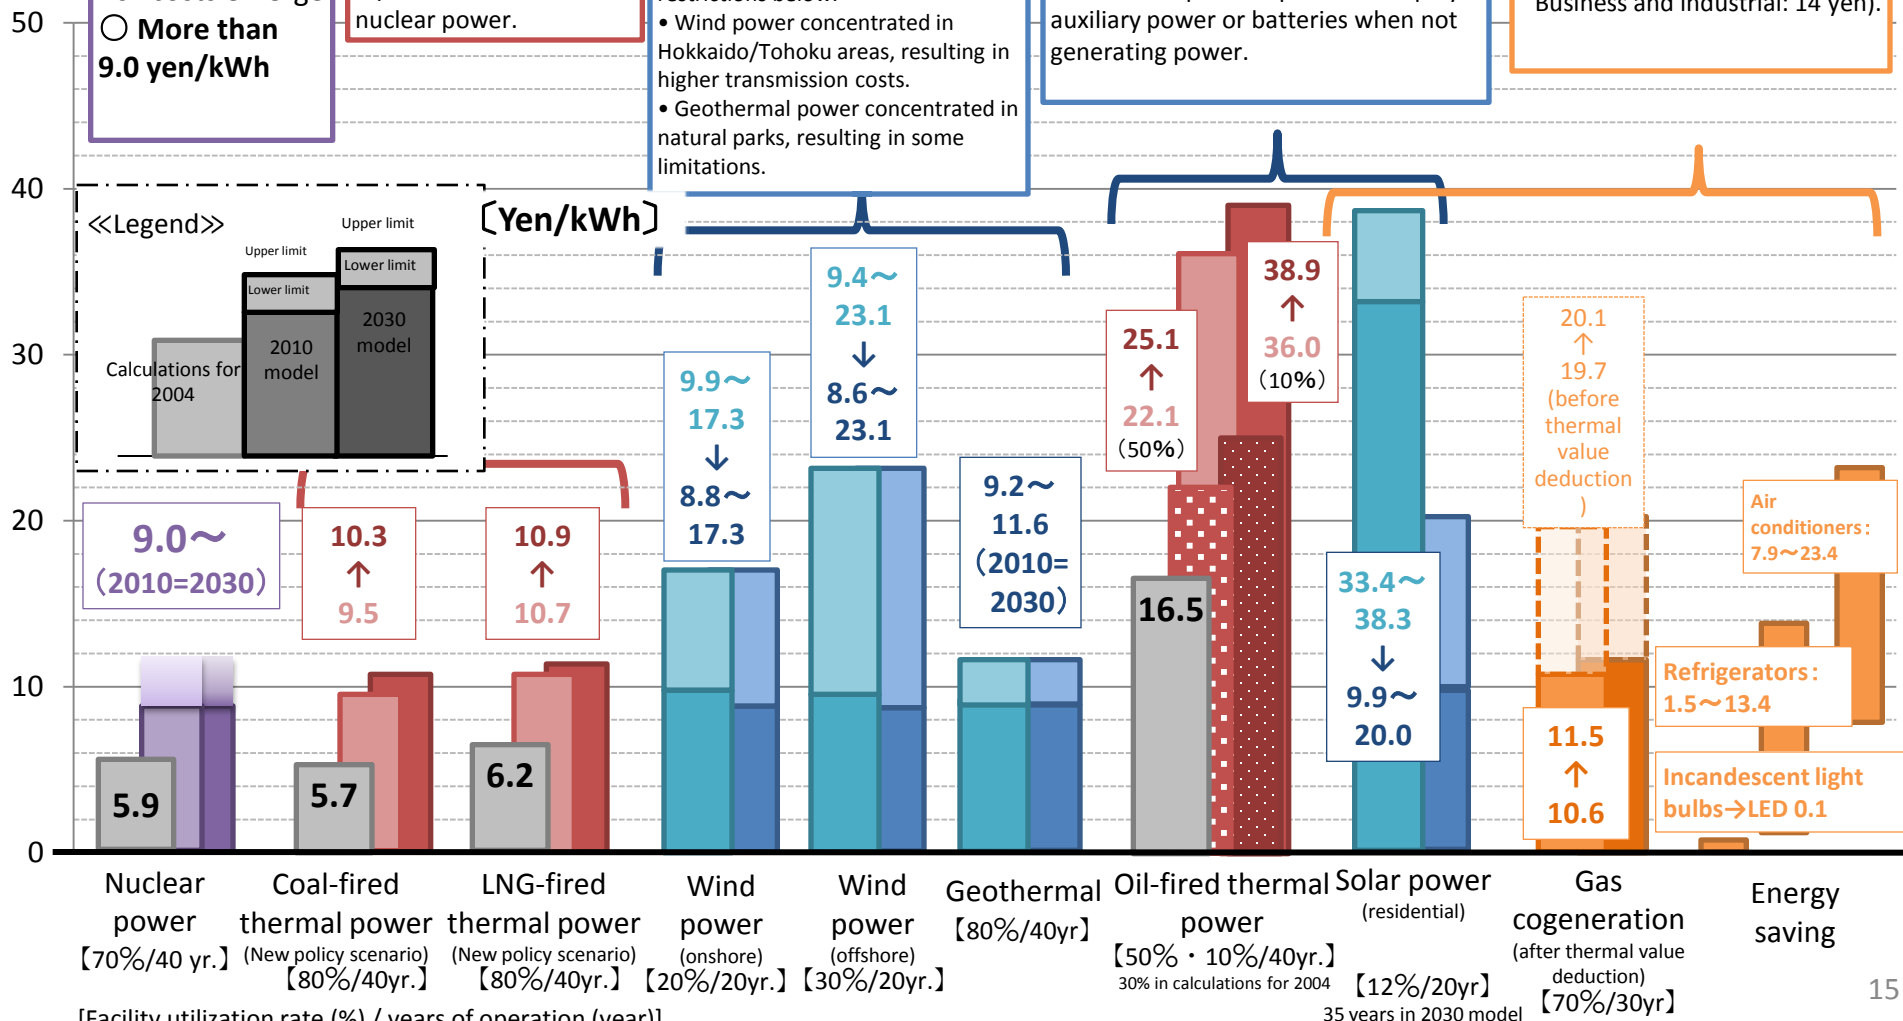 50
40
30
20
10
0
○ More than
9.0 yen/kWh
nuclear power.
restrictions below.
• Wind power concentrated in
Hokkaido/Tohoku areas, resulting in
higher transmission costs.
• Geothermal power concentrated in
natural parks, resulting in some
limitations.
auxiliary power or batteries when not
generating power.
Business and Industrial: 14 yen).
≪Legend≫
Upper limit
Upper limit
Lower limit
Lower limit
Calculations for
2004
2010
model
2030
model
〔Yen/kWh〕
9.0～
（2010=2030）
5.9
10.3
↑
9.5
5.7
10.9
↑
10.7
6.2
9.9～
17.3
↓
8.8～
17.3
9.4～
23.1
↓
8.6～
23.1
9.2～
11.6
（2010=
2030）
25.1
↑
22.1
（50%）
38.9
↑
36.0
（10%）
16.5
33.4～
38.3
↓
9.9～
20.0
20.1
↑
19.7
(before
thermal
value
deduction
)
11.5
↑
10.6
Air
conditioners：
7.9～23.4
Refrigerators：
1.5～13.4
Incandescent light
bulbs→LED 0.1
Nuclear
power
【70%/40 yr.】
Coal-fired
thermal power
(New policy scenario)
【80%/40yr.】
LNG-fired
thermal power
(New policy scenario)
【80%/40yr.】
Wind
power
(onshore)
【20%/20yr.】
Wind
power
(offshore)
【30%/20yr.】
Geothermal
【80%/40yr】
Oil-fired thermal
power
【50%・10%/40yr.】
30% in calculations for 2004
Solar power
(residential)
【12%/20yr】
35 years in 2030 model
Gas
cogeneration
(after thermal value
deduction)
【70%/30yr】
Energy
saving
[Facility utilization rate (%) / years of operation (year)]
15